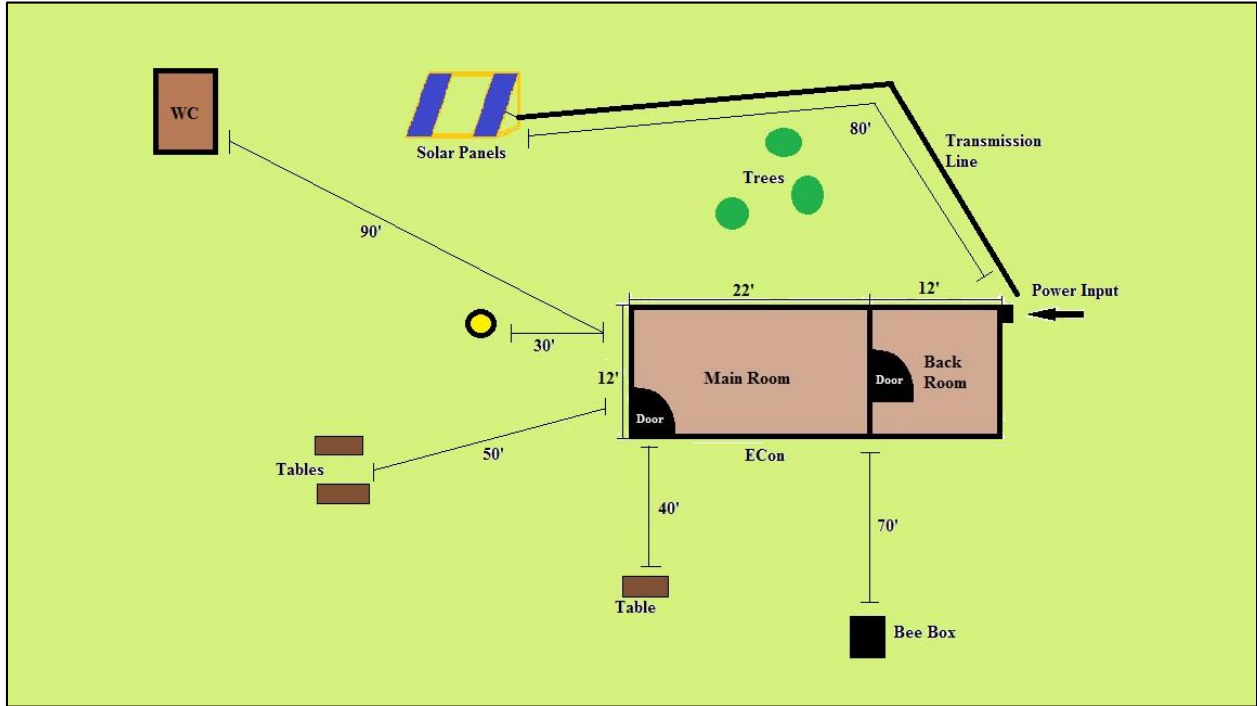 WC
Solar Panels
80'
Transmission
Line
Trees
90'
22'
12'
Power Input
30'
12'
Main Room
Back
Room
Door
Door
Tables
50'
ECon
40'
70'
Table
Bee Box